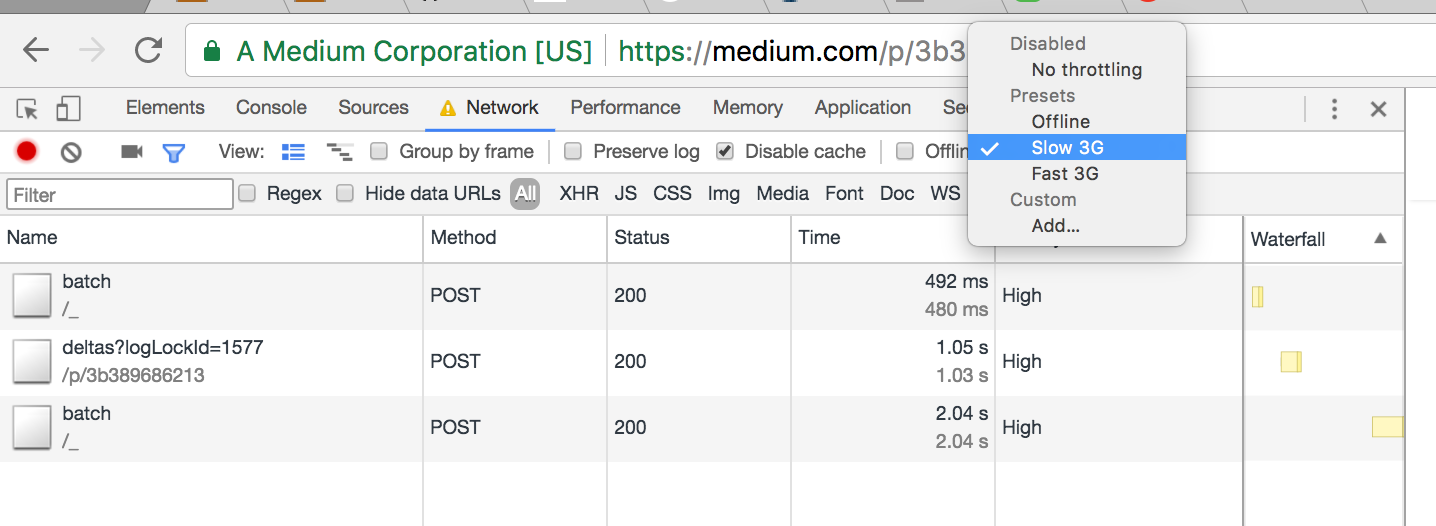 A Medium Corporation [US] https://medium.com/p/3b3
Disabled
No throttling
Presets
Offline
Slow 3G
Fast 3G
Custom
Add...
Elements Console Sources Network Performance Memory Application Se
View: Group by frame Preserve log Disable cache Offlin
Filter Regex Hide data URLs All XHR JS CSS Img Media Font Doc WS
Name Method Status Time Waterfall
batch
/_
POST 200 492 ms
480 ms
High
deltas?logLockId=1577
/p/3b389686213
POST 200 1.05 s
1.03 s
High
batch
/_
POST 200 2.04 s
2.04 s
High